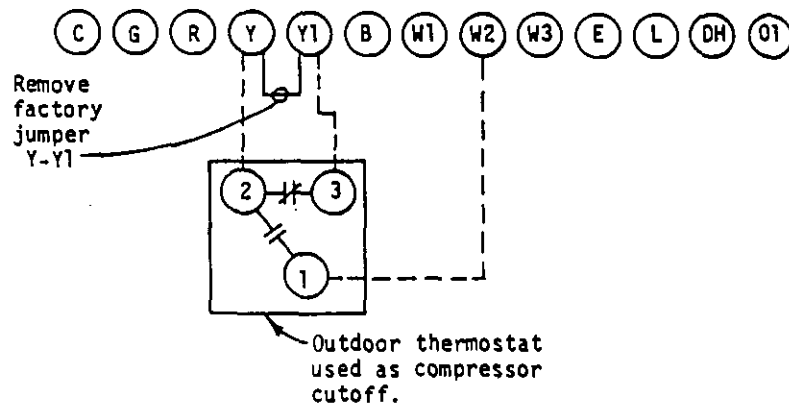 C G R Y Y1 B W1 W2 W3 E L DH O1
Remove
factory
jumper
Y-Y1
2 3
1
Outdoor thermostat
used as compressor
cutoff.